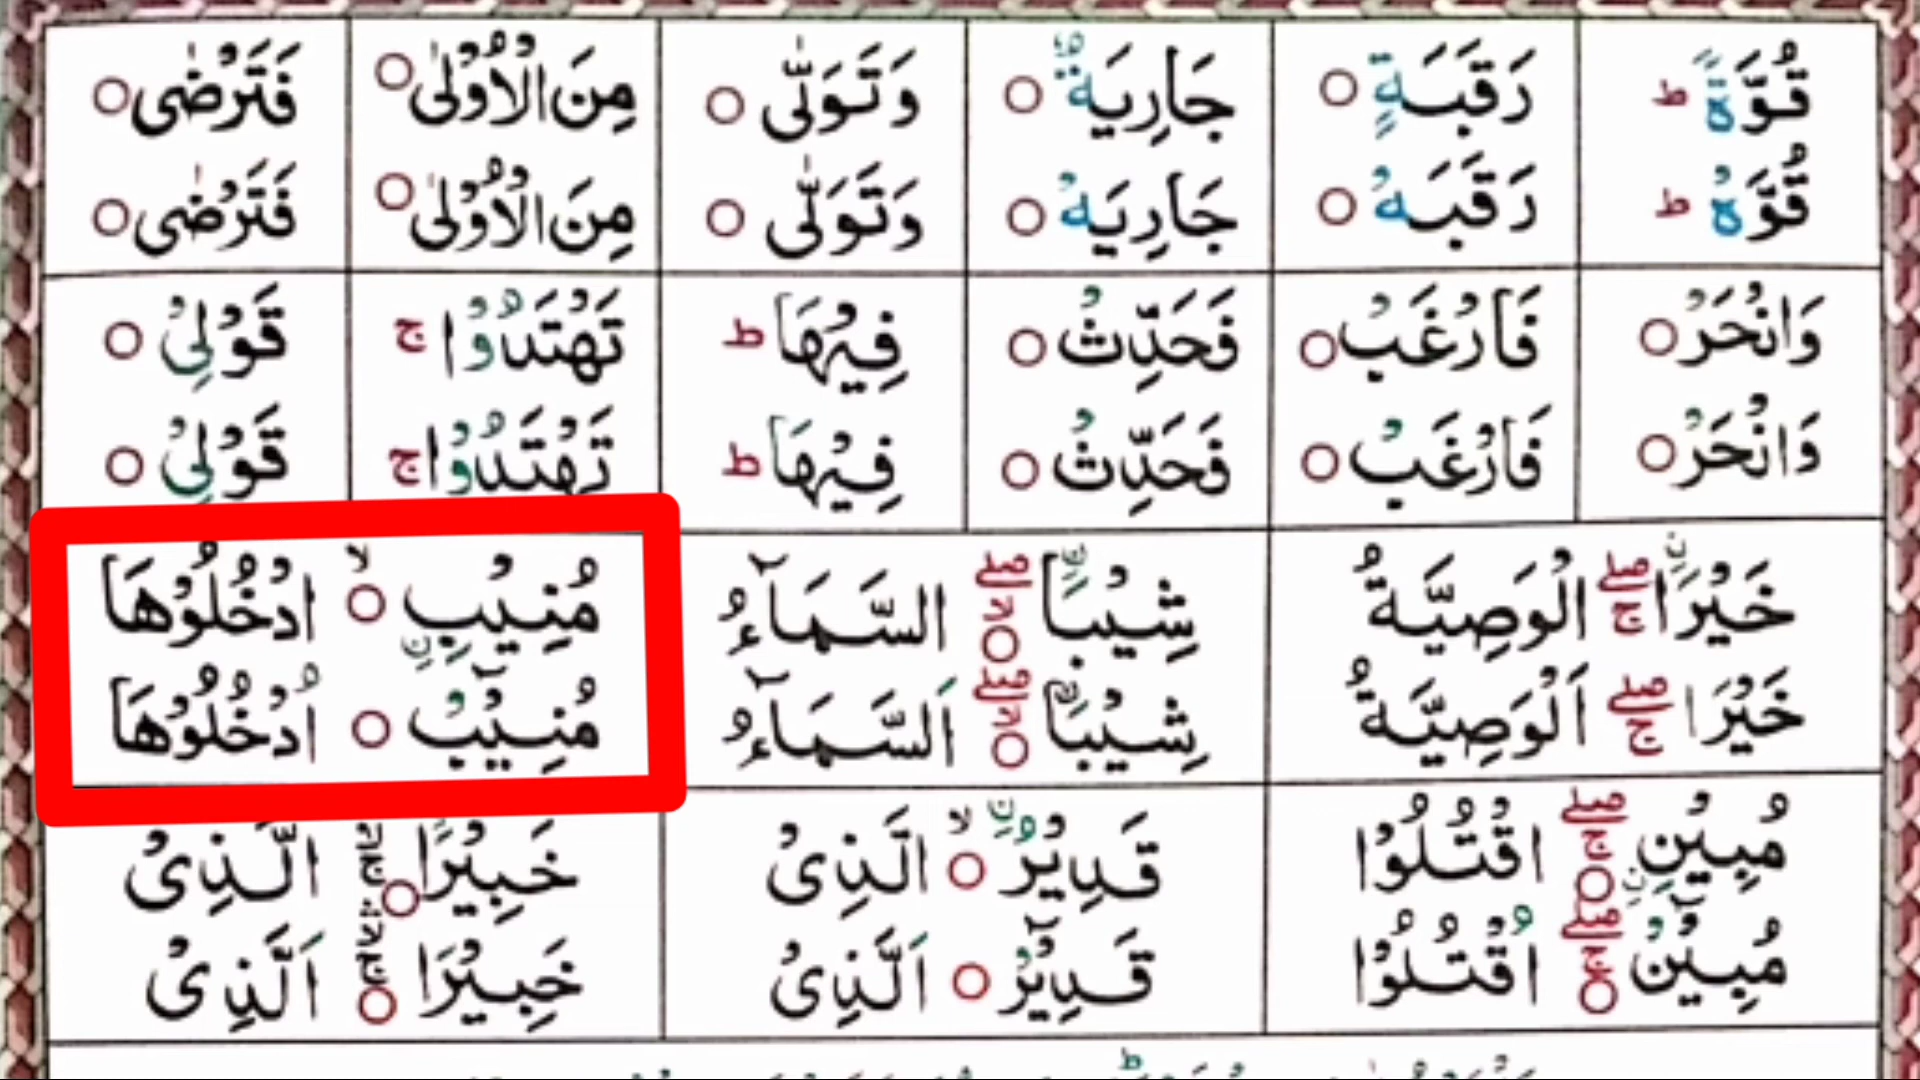 قُوَّةً ط رَقَبَةٍ ○ جَارِيَةٌ ○ وَتَوَلّٰى ○ مِنَ الْاُوْلٰى ○ فَتَرْضٰى ○
قُوَّهْ ط رَقَبَهْ ○ جَارِيَهْ ○ وَتَوَلّٰى ○ مِنَ الْاُوْلٰى ○ فَتَرْضٰى ○
وَانْحَرْ ○ فَارْغَبْ ○ فَحَدِّثْ ○ فِيْهَا ط تَهْتَدُوْا ج قَوْلِيْ ○
وَانْحَرْ ○ فَارْغَبْ ○ فَحَدِّثْ ○ فِيْهَا ط تَهْتَدُوْا ج قَوْلِيْ ○
خَيْرَاۨ صلے ج الْوَصِيَّةُ شِيْبَاۨ صلے ○ السَّمَآءُ مُنِيْبِۨ ○ لا ادْخُلُوْهَا
خَيْرَا صلے ج اَلْوَصِيَّةُ شِيْبَا صلے ○ اَلسَّمَآءُ مُنِيْبْ ○ اُدْخُلُوْهَا
مُبِيْنِۨ صلے ج ○ اقْتُلُوْا قَدِيْرُۨ ○ لا الَّذِىْ خَبِيْرًا ○ الَّذِىْ
مُبِيْنْ صلے ج ○ اُقْتُلُوْا قَدِيْرْ ○ اَلَّذِىْ خَبِيْرَا ○ اَلَّذِىْ